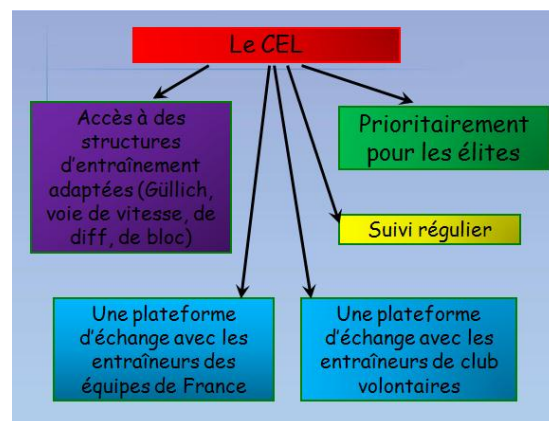 Le CEL
Accès à des
structures
d'entraînement
adaptées (Güllich,
voie de vitesse, de
diff, de bloc)
Prioritairement
pour les élites
Suivi régulier
Une plateforme
d'échange avec les
entraîneurs des
équipes de France
Une plateforme
d'échange avec les
entraîneurs de club
volontaires